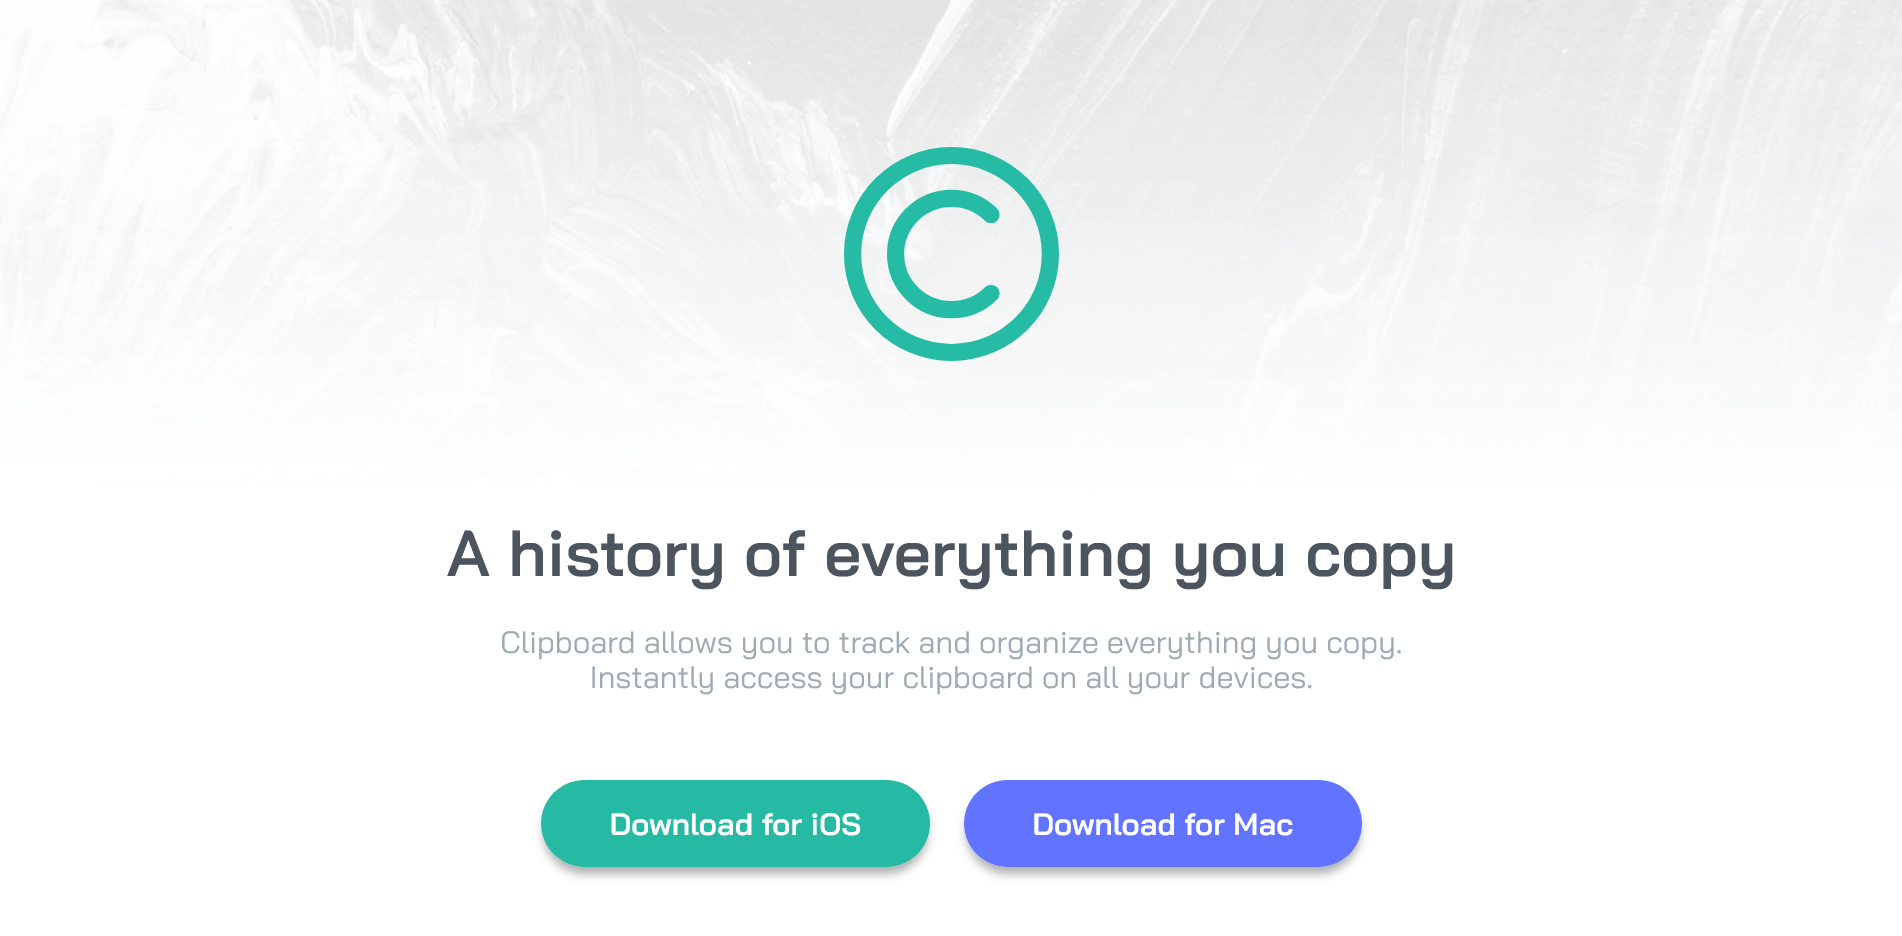 ©
A history of everything you copy
Clipboard allows you to track and organize everything you copy.
Instantly access your clipboard on all your devices.
Download for iOS
Download for Mac